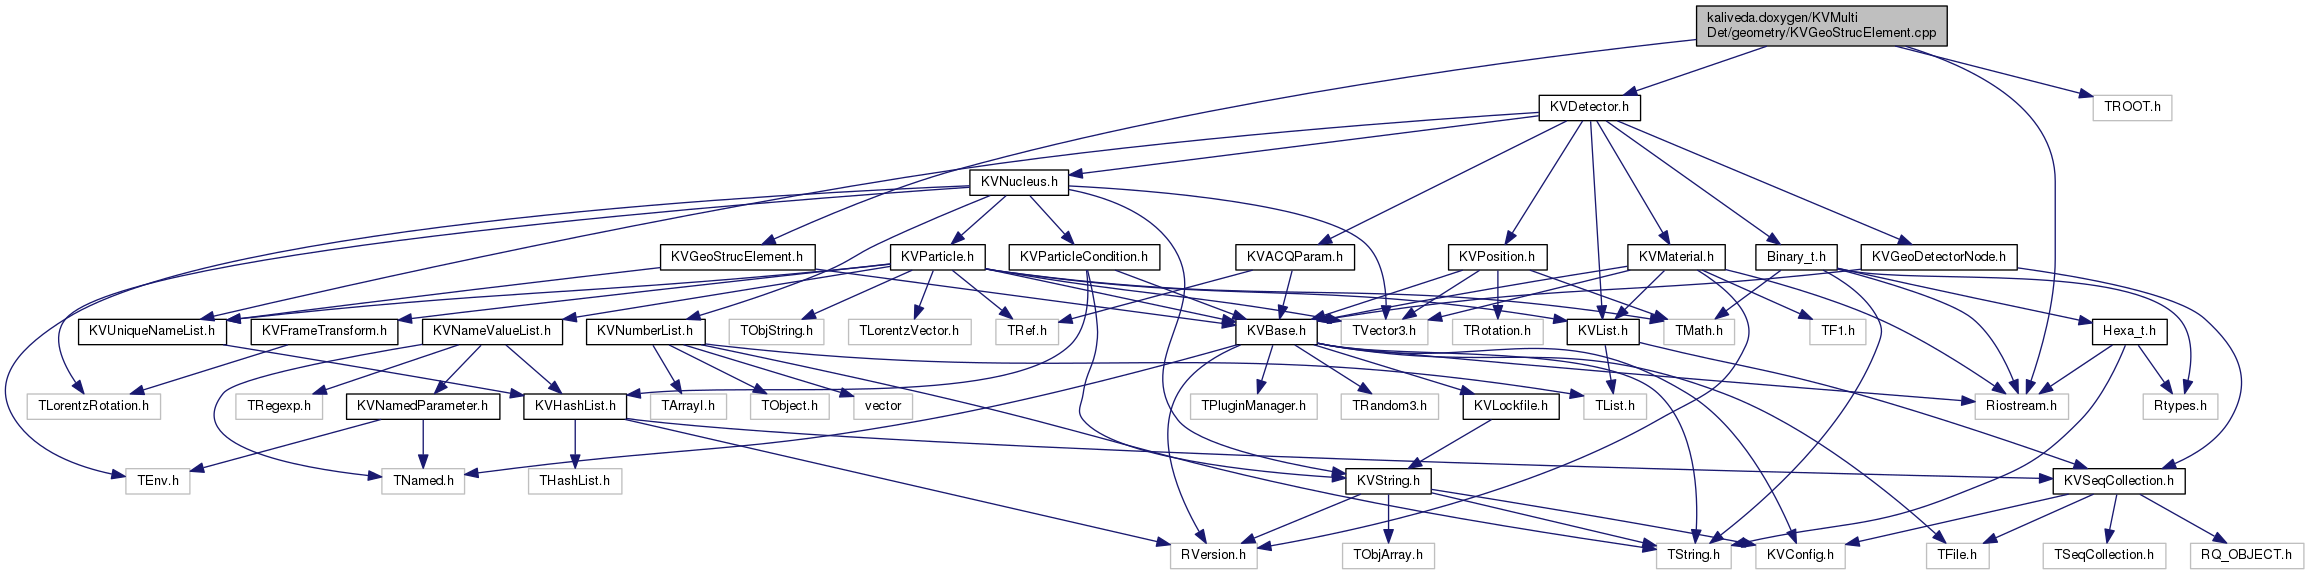 kaliveda.doxygen/KVMulti
Det/geometry/KVGeoStrucElement.cpp
KVDetector.h
TROOT.h
KVNucleus.h
KVGeoStrucElement.h
KVParticle.h
KVParticleCondition.h
KVACQParam.h
KVPosition.h
KVMaterial.h
Binary_t.h
KVGeoDetectorNode.h
KVUniqueNameList.h
KVFrameTransform.h
KVNameValueList.h
KVNumberList.h
TObjString.h
TLorentzVector.h
TRef.h
KVBase.h
TVector3.h
TRotation.h
KVList.h
TMath.h
TF1.h
Hexa_t.h
TLorentzRotation.h
TRegexp.h
KVNamedParameter.h
KVHashList.h
TArrayI.h
TObject.h
vector
TPluginManager.h
TRandom3.h
KVLockfile.h
TList.h
Riostream.h
Rtypes.h
TEnv.h
TNamed.h
THashList.h
KVString.h
KVSeqCollection.h
RVersion.h
TObjArray.h
TString.h
KVConfig.h
TFile.h
TSeqCollection.h
RQ_OBJECT.h